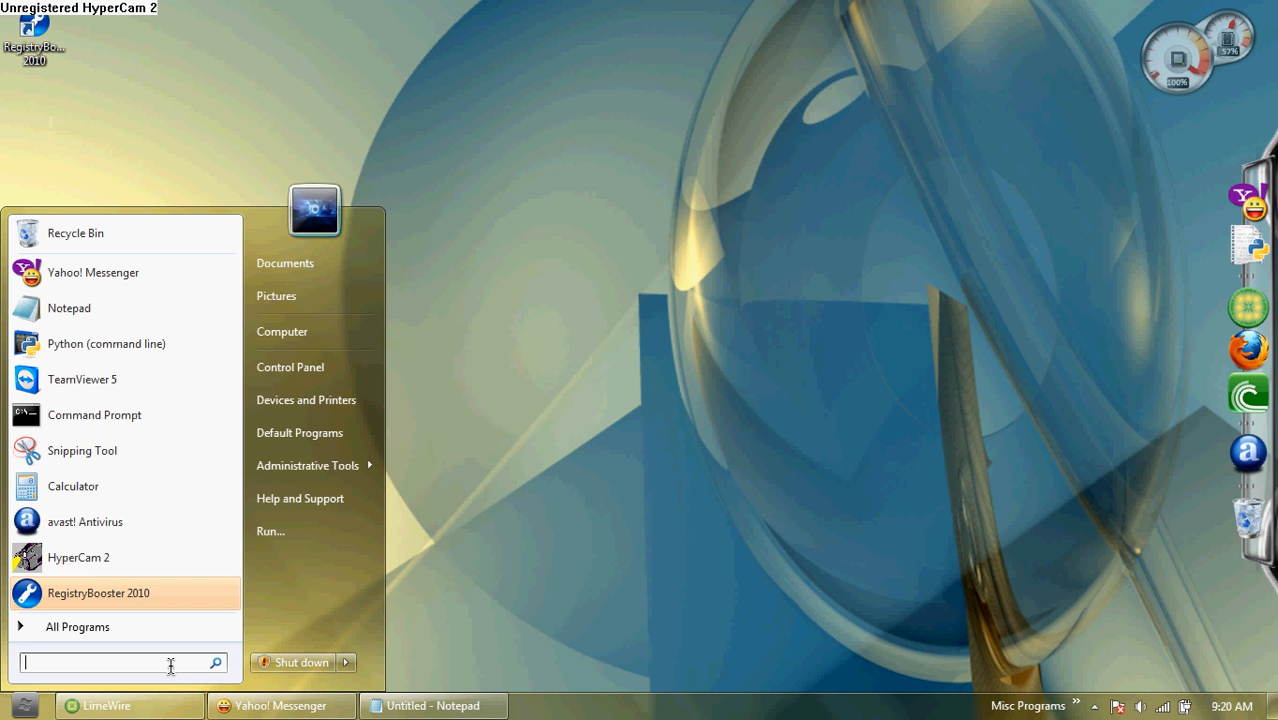 Unregistered HyperCam 2
RegistryBo...
2010
57%
100%
Recycle Bin
Yahoo! Messenger
Notepad
Python (command line)
TeamViewer 5
Command Prompt
Snipping Tool
Calculator
avast! Antivirus
HyperCam 2
RegistryBooster 2010
All Programs
Documents
Pictures
Computer
Control Panel
Devices and Printers
Default Programs
Administrative Tools
Help and Support
Run...
Shut down
LimeWire
Yahoo! Messenger
Untitled - Notepad
Misc Programs
9:20 AM